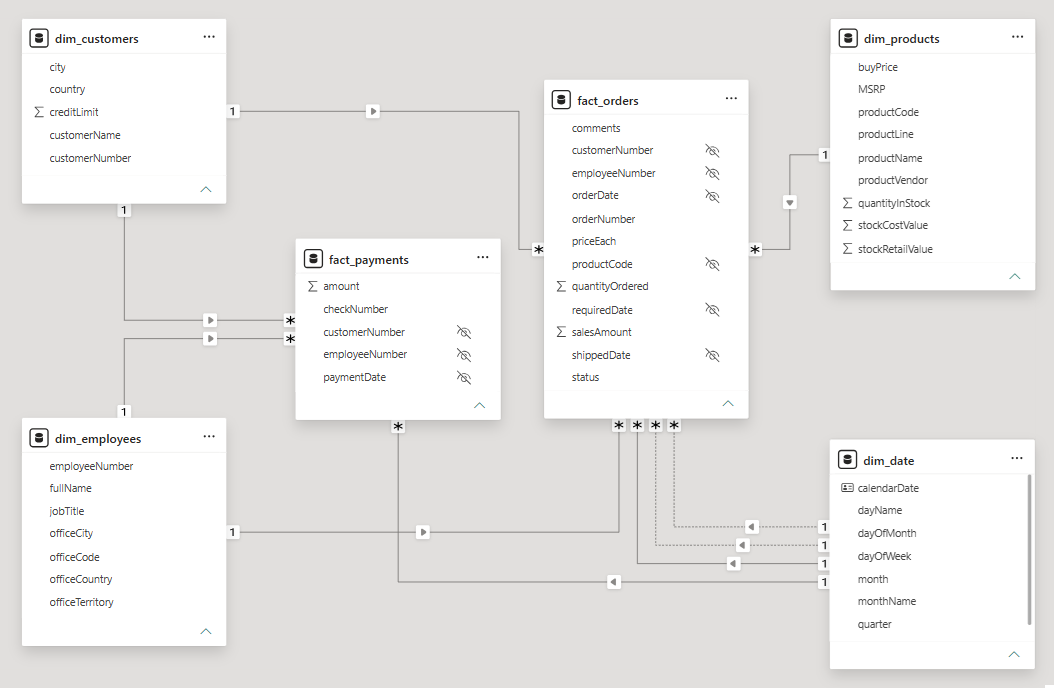 dim_customers
city
country
creditLimit
customerName
customerNumber
1
1
fact_payments
amount
checkNumber
customerNumber
employeeNumber
paymentDate
*
*
*
dim_employees
employeeNumber
fullName
jobTitle
officeCity
officeCode
officeCountry
officeTerritory
1
1
fact_orders
comments
customerNumber
employeeNumber
orderDate
orderNumber
priceEach
productCode
quantityOrdered
requiredDate
salesAmount
shippedDate
status
*
*
*
*
*
*
dim_products
buyPrice
MSRP
productCode
productLine
productName
productVendor
quantityInStock
stockCostValue
stockRetailValue
1
dim_date
calendarDate
dayName
dayOfMonth
dayOfWeek
month
monthName
quarter
1
1
1
1